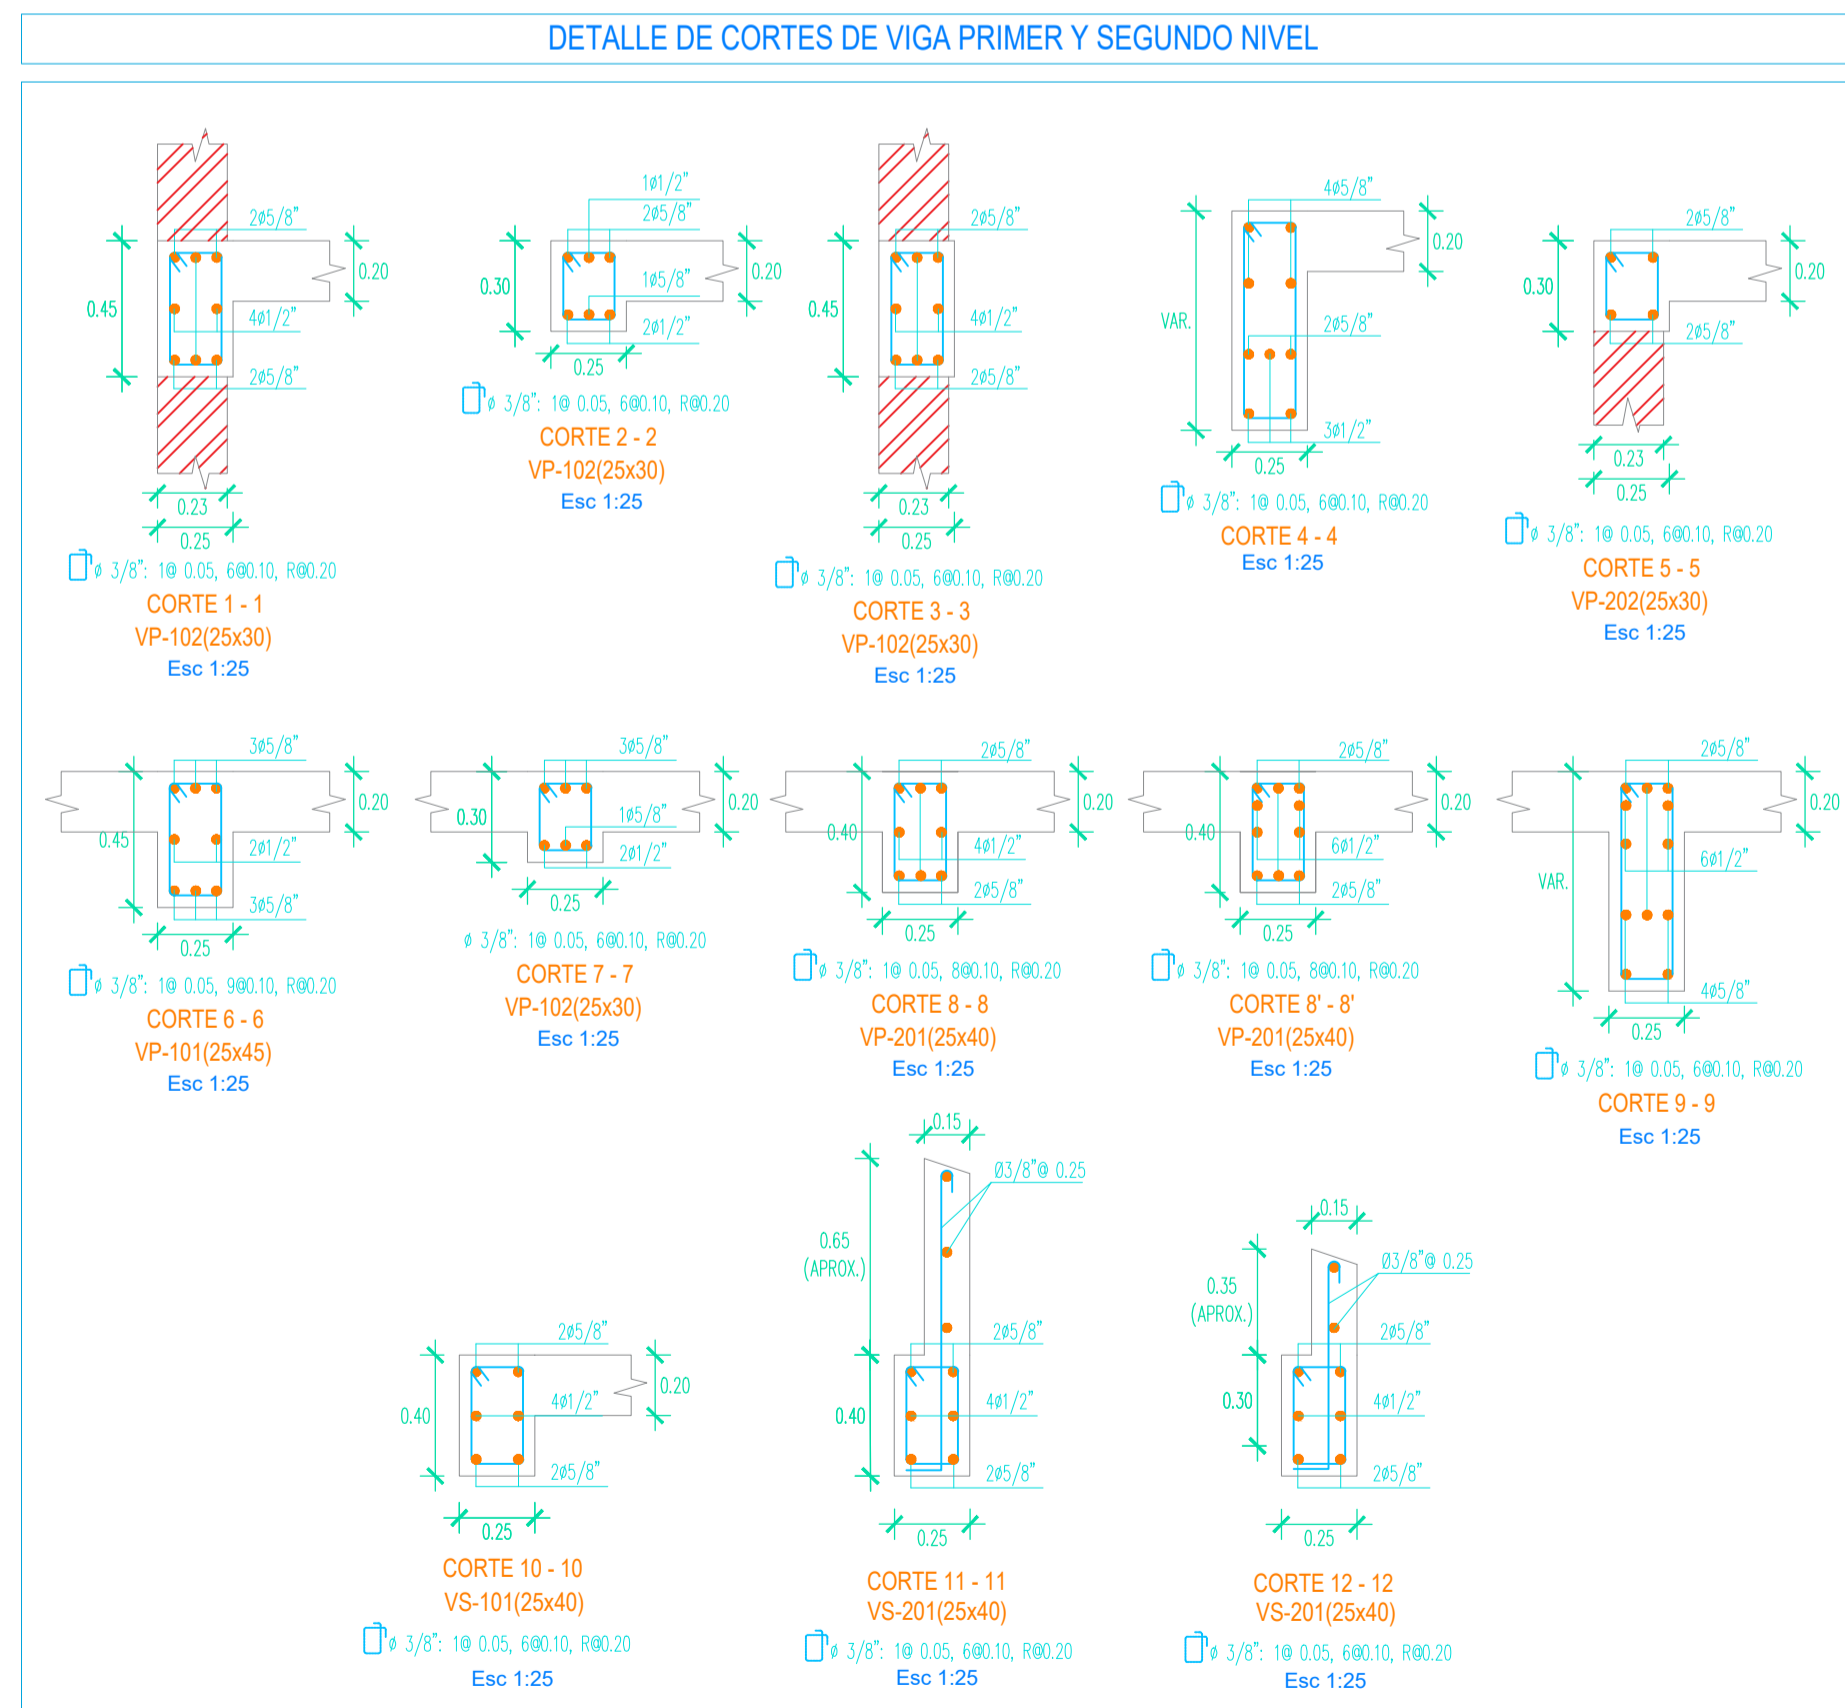 DETALLE DE CORTES DE VIGA PRIMER Y SEGUNDO NIVEL
2ø5/8"
0.20
0.45
4ø1/2"
2ø5/8"
0.23
0.25
ø 3/8": 1@ 0.05, 6@0.10, R@0.20
CORTE 1 - 1
VP-102(25x30)
Esc 1:25
1ø1/2"
2ø5/8"
0.20
0.30
1ø5/8"
2ø1/2"
0.25
ø 3/8": 1@ 0.05, 6@0.10, R@0.20
CORTE 2 - 2
VP-102(25x30)
Esc 1:25
2ø5/8"
0.45
4ø1/2"
2ø5/8"
0.23
0.25
ø 3/8": 1@ 0.05, 6@0.10, R@0.20
CORTE 3 - 3
VP-102(25x30)
Esc 1:25
4ø5/8"
0.20
VAR.
2ø5/8"
3ø1/2"
0.25
ø 3/8": 1@ 0.05, 6@0.10, R@0.20
CORTE 4 - 4
Esc 1:25
2ø5/8"
0.20
0.30
2ø5/8"
0.23
0.25
ø 3/8": 1@ 0.05, 6@0.10, R@0.20
CORTE 5 - 5
VP-202(25x30)
Esc 1:25
3ø5/8"
0.20
0.45
2ø1/2"
3ø5/8"
0.25
ø 3/8": 1@ 0.05, 9@0.10, R@0.20
CORTE 6 - 6
VP-101(25x45)
Esc 1:25
3ø5/8"
0.20
0.30
1ø5/8"
2ø1/2"
0.25
ø 3/8": 1@ 0.05, 6@0.10, R@0.20
CORTE 7 - 7
VP-102(25x30)
Esc 1:25
2ø5/8"
0.20
0.40
4ø1/2"
2ø5/8"
0.25
ø 3/8": 1@ 0.05, 8@0.10, R@0.20
CORTE 8 - 8
VP-201(25x40)
Esc 1:25
2ø5/8"
0.20
0.40
6ø1/2"
2ø5/8"
0.25
ø 3/8": 1@ 0.05, 8@0.10, R@0.20
CORTE 8' - 8'
VP-201(25x40)
Esc 1:25
2ø5/8"
0.20
6ø1/2"
VAR.
4ø5/8"
0.25
ø 3/8": 1@ 0.05, 6@0.10, R@0.20
CORTE 9 - 9
Esc 1:25
2ø5/8"
0.20
0.40
4ø1/2"
2ø5/8"
0.25
CORTE 10 - 10
VS-101(25x40)
ø 3/8": 1@ 0.05, 6@0.10, R@0.20
Esc 1:25
0.15
Ø3/8"@ 0.25
0.65
(APROX.)
2ø5/8"
4ø1/2"
0.40
2ø5/8"
0.25
CORTE 11 - 11
VS-201(25x40)
ø 3/8": 1@ 0.05, 6@0.10, R@0.20
Esc 1:25
0.15
Ø3/8"@ 0.25
0.35
(APROX.)
2ø5/8"
0.30
4ø1/2"
2ø5/8"
0.25
CORTE 12 - 12
VS-201(25x40)
ø 3/8": 1@ 0.05, 6@0.10, R@0.20
Esc 1:25